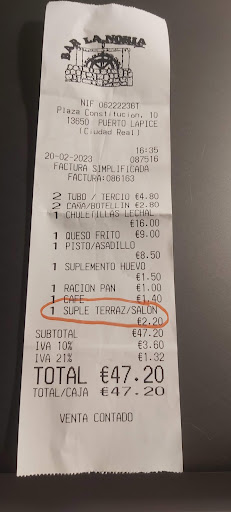 BAR LA NORIA
NIF 06222236T
Plaza Constitucion, 10
13650 PUERTO LAPICE
(Ciudad Real)
16:35
20-02-2023 087516
FACTURA SIMPLIFICADA
FACTURA:086163
2 TUBO / TERCIO €4.80
2 CAÑA/BOTELLIN €2.80
1 CHULETILLAS LECHAL
€16.00
1 QUESO FRITO €9.00
1 PISTO/ASADILLO
€8.50
1 SUPLEMENTO HUEVO
€1.50
1 RACION PAN €1.00
1 CAFE €1.40
1 SUPLE TERRAZ/SALON
€2.20
SUBTOTAL €47.20
IVA 10% €3.60
IVA 21% €1.32
TOTAL €47.20
TOTAL/CAJA €47.20
VENTA CONTADO